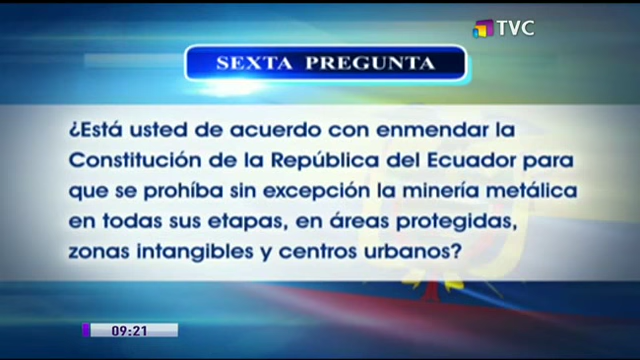 TVC
SEXTA PREGUNTA
¿Está usted de acuerdo con enmendar la
Constitución de la República del Ecuador para
que se prohíba sin excepción la minería metálica
en todas sus etapas, en áreas protegidas,
zonas intangibles y centros urbanos?
09:21